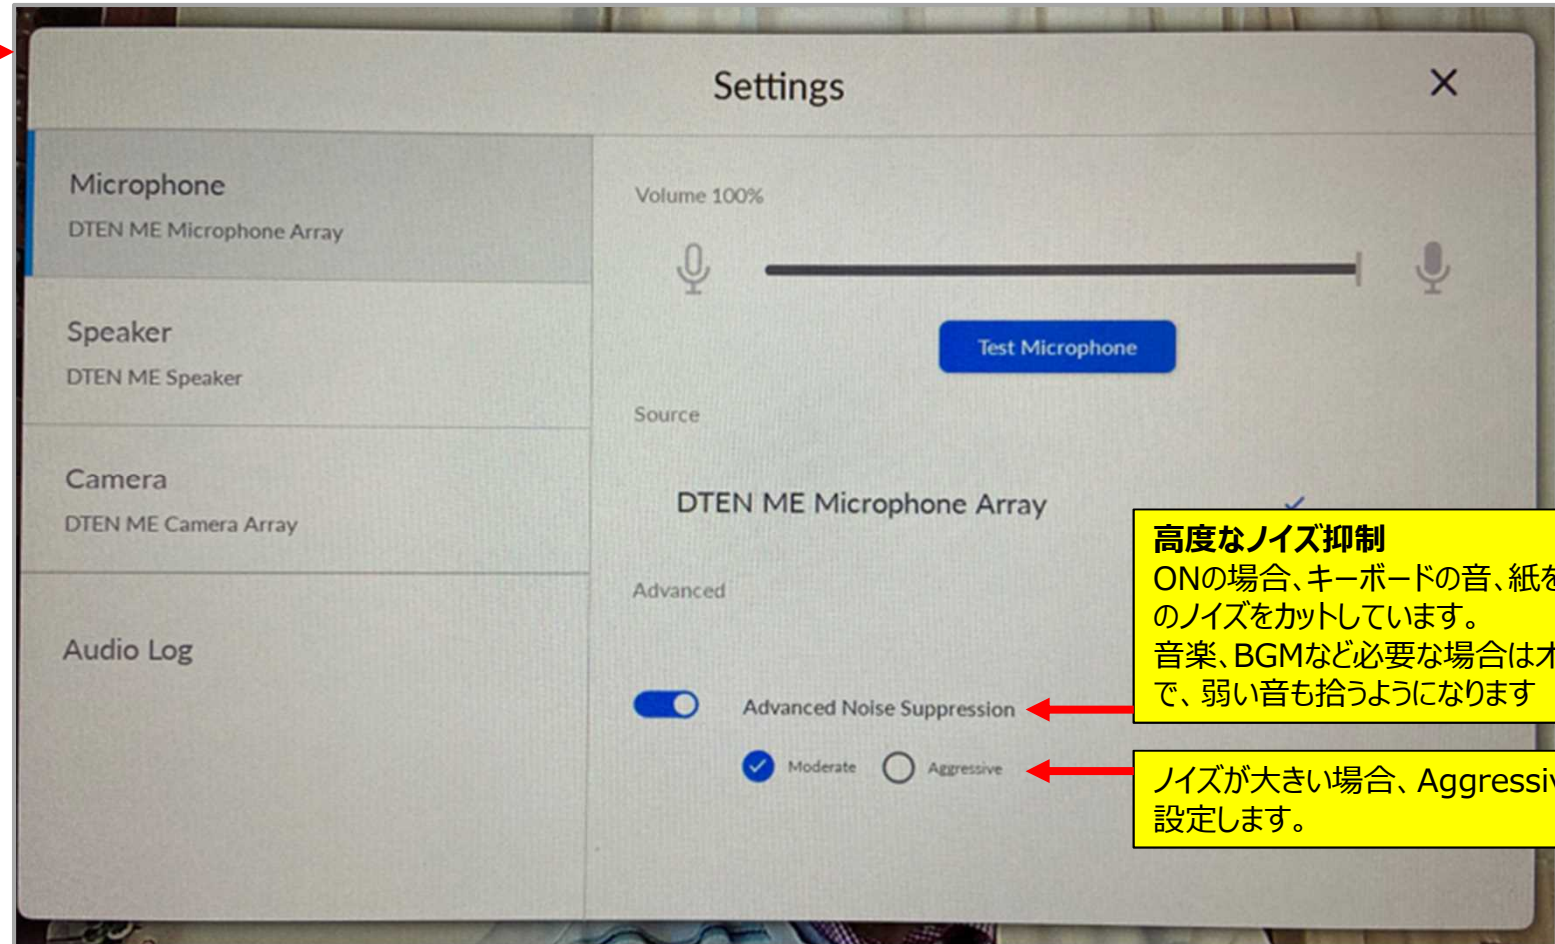 Settings
Microphone
DTEN ME Microphone Array
Speaker
DTEN ME Speaker
Camera
DTEN ME Camera Array
Audio Log
Volume 100%
Test Microphone
Source
DTEN ME Microphone Array
Advanced
Advanced Noise Suppression
Moderate
Aggressive
高度なノイズ抑制
ONの場合、キーボードの音、紙を
のノイズをカットしています。
音楽、BGMなど必要な場合はオ
で、弱い音も拾うようになります
ノイズが大きい場合、Aggressiv
設定します。